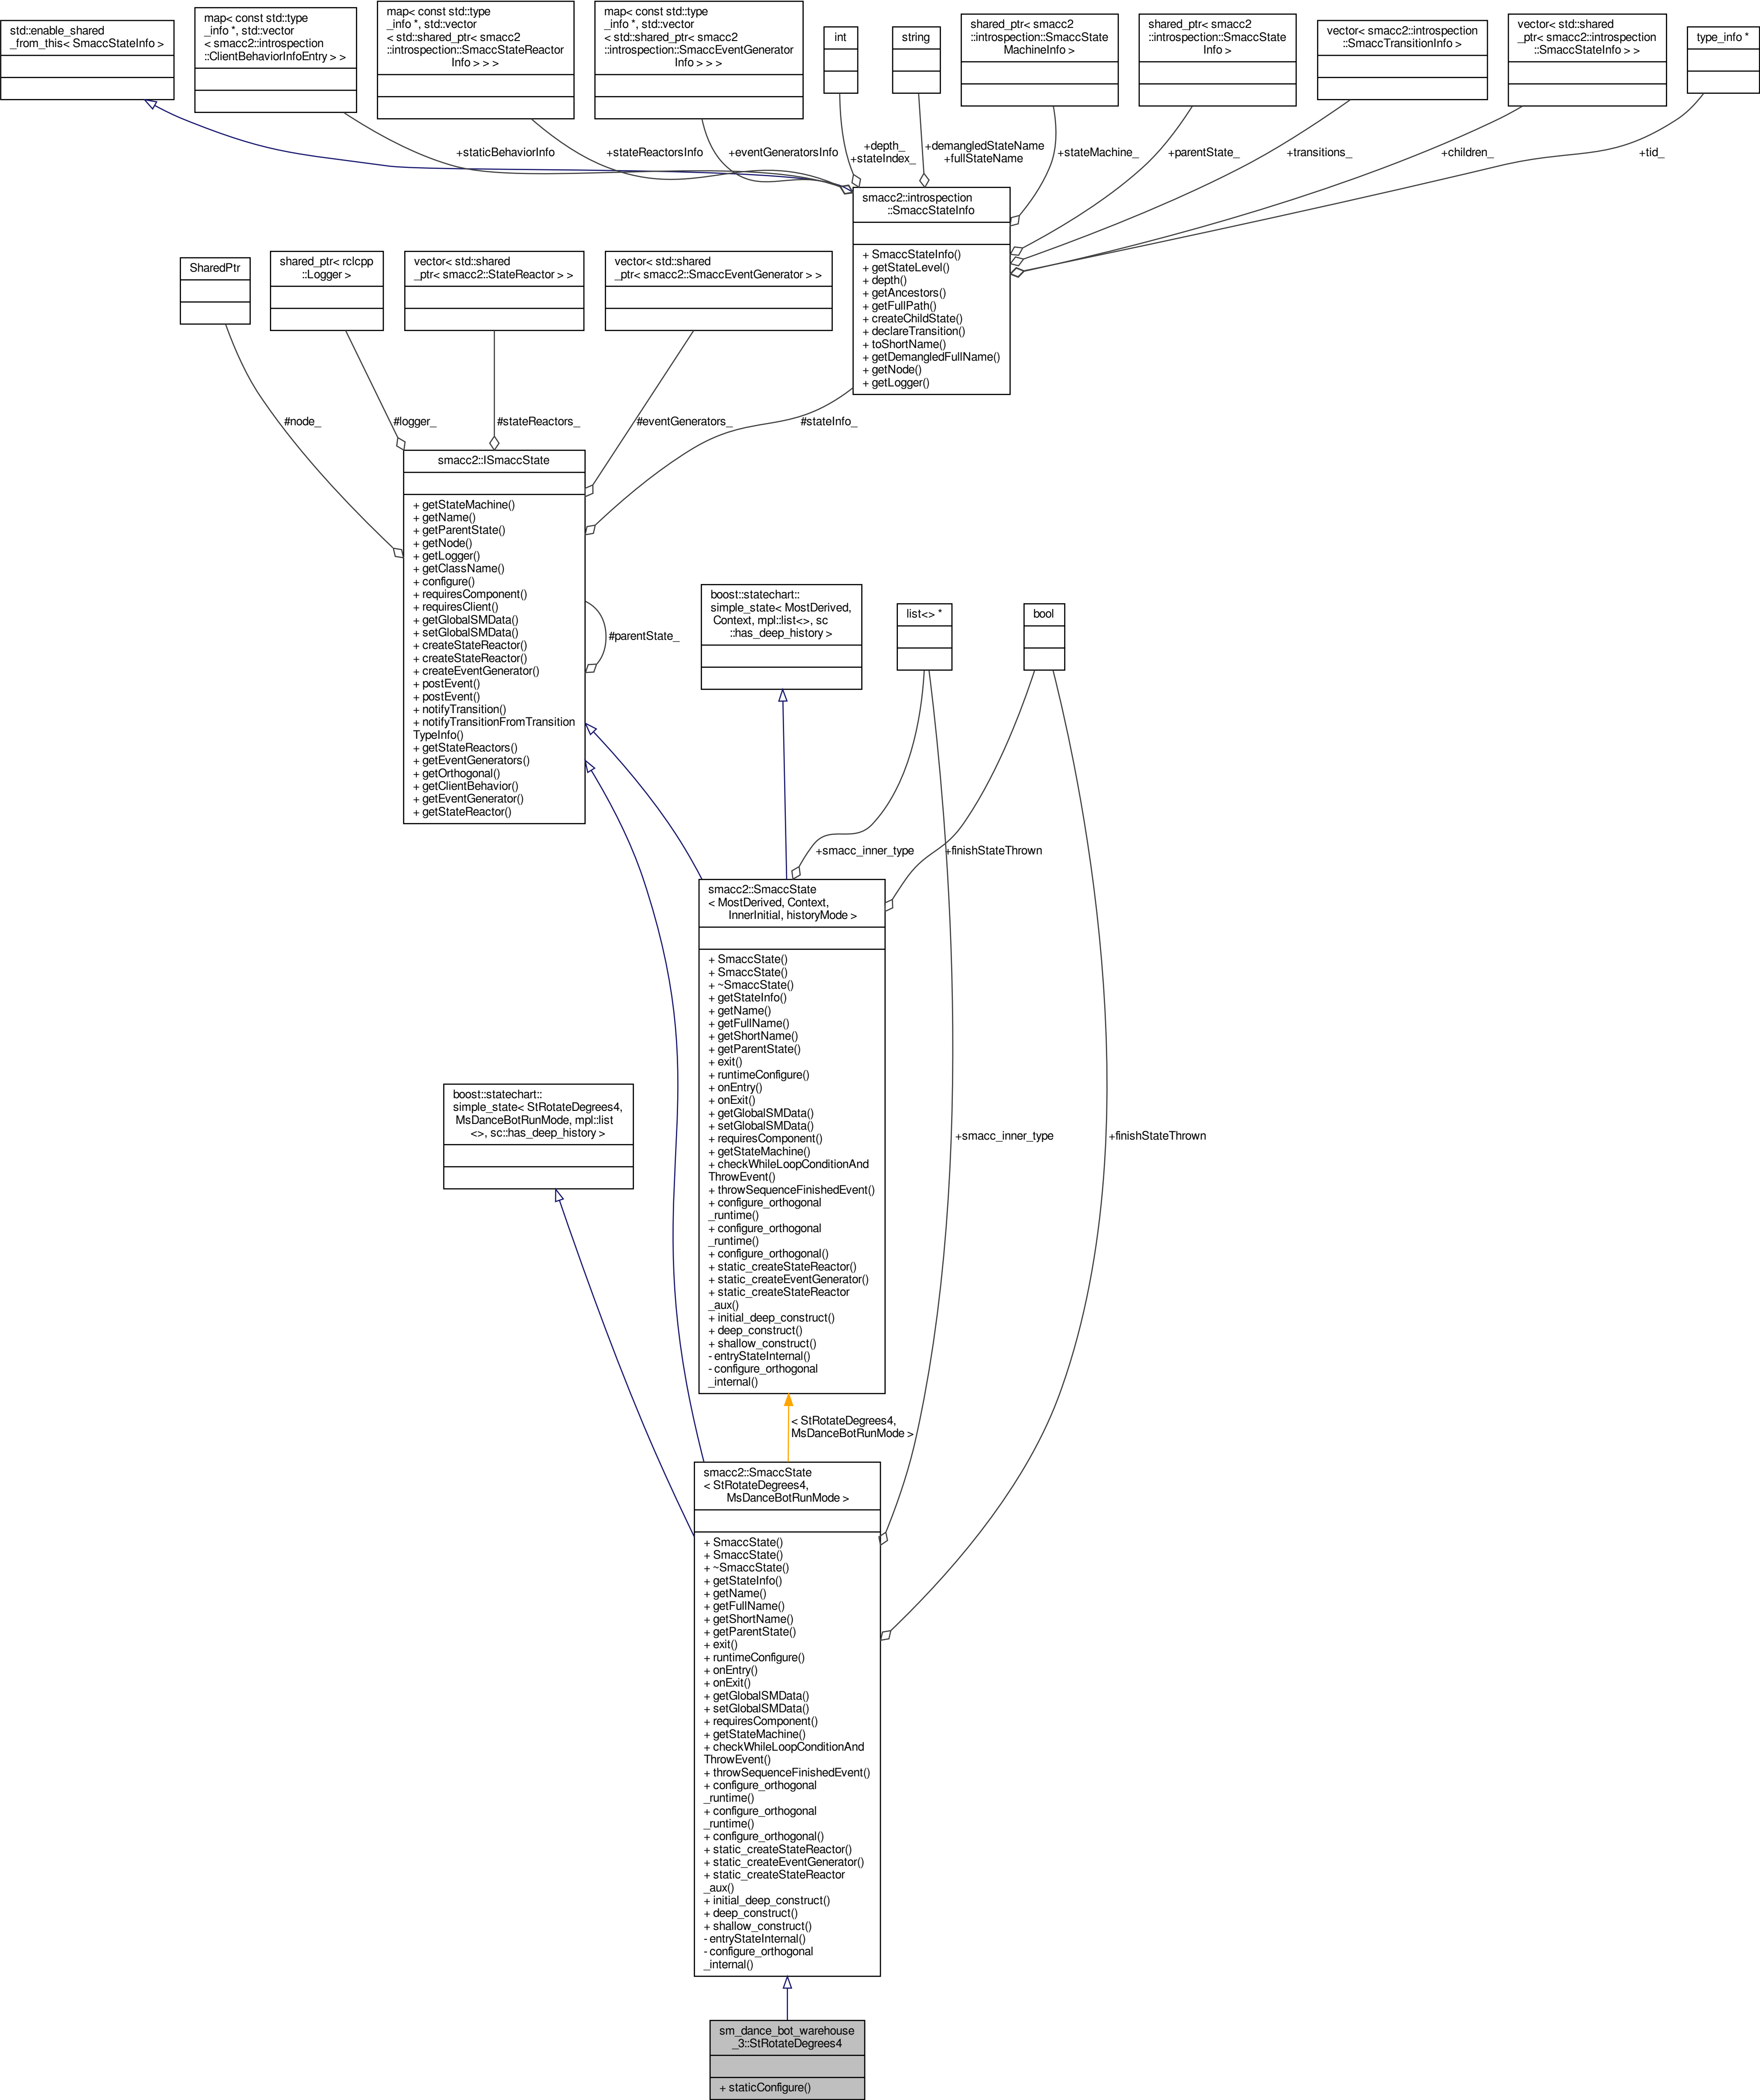 std::enable_shared
_from_this< SmaccStateInfo >
map< const std::type
_info *, std::vector
< smacc2::introspection
::ClientBehaviorInfoEntry > >
map< const std::type
_info *, std::vector
< std::shared_ptr< smacc2
::introspection::SmaccStateReactor
Info > > >
map< const std::type
_info *, std::vector
< std::shared_ptr< smacc2
::introspection::SmaccEventGenerator
Info > > >
int
string
shared_ptr< smacc2
::introspection::SmaccState
MachineInfo >
shared_ptr< smacc2
::introspection::SmaccState
Info >
vector< smacc2::introspection
::SmaccTransitionInfo >
vector< std::shared
_ptr< smacc2::introspection
::SmaccStateInfo > >
type_info *
+staticBehaviorInfo
+stateReactorsInfo
+eventGeneratorsInfo
+depth_
+stateIndex_
+demangledStateName
+fullStateName
+stateMachine_
+parentState_
+transitions_
+children_
+tid_
smacc2::introspection
::SmaccStateInfo
+ SmaccStateInfo()
+ getStateLevel()
+ depth()
+ getAncestors()
+ getFullPath()
+ createChildState()
+ declareTransition()
+ toShortName()
+ getDemangledFullName()
+ getNode()
+ getLogger()
SharedPtr
shared_ptr< rclcpp
::Logger >
vector< std::shared
_ptr< smacc2::StateReactor > >
vector< std::shared
_ptr< smacc2::SmaccEventGenerator > >
#node_
#logger_
#stateReactors_
#eventGenerators_
#stateInfo_
smacc2::ISmaccState
+ getStateMachine()
+ getName()
+ getParentState()
+ getNode()
+ getLogger()
+ getClassName()
+ configure()
+ requiresComponent()
+ requiresClient()
+ getGlobalSMData()
+ setGlobalSMData()
+ createStateReactor()
+ createStateReactor()
+ createEventGenerator()
+ postEvent()
+ postEvent()
+ notifyTransition()
+ notifyTransitionFromTransition
TypeInfo()
+ getStateReactors()
+ getEventGenerators()
+ getOrthogonal()
+ getClientBehavior()
+ getEventGenerator()
+ getStateReactor()
#parentState_
boost::statechart::
simple_state< MostDerived,
Context, mpl::list<>, sc
::has_deep_history >
list<> *
bool
+smacc_inner_type
+finishStateThrown
smacc2::SmaccState
< MostDerived, Context,
InnerInitial, historyMode >
+ SmaccState()
+ SmaccState()
+ ~SmaccState()
+ getStateInfo()
+ getName()
+ getFullName()
+ getShortName()
+ getParentState()
+ exit()
+ runtimeConfigure()
+ onEntry()
+ onExit()
+ getGlobalSMData()
+ setGlobalSMData()
+ requiresComponent()
+ getStateMachine()
+ checkWhileLoopConditionAnd
ThrowEvent()
+ throwSequenceFinishedEvent()
+ configure_orthogonal
_runtime()
+ configure_orthogonal
_runtime()
+ configure_orthogonal()
+ static_createStateReactor()
+ static_createEventGenerator()
+ static_createStateReactor
_aux()
+ initial_deep_construct()
+ deep_construct()
+ shallow_construct()
- entryStateInternal()
- configure_orthogonal
_internal()
boost::statechart::
simple_state< StRotateDegrees4,
MsDanceBotRunMode, mpl::list
<>, sc::has_deep_history >
+smacc_inner_type
+finishStateThrown
< StRotateDegrees4,
MsDanceBotRunMode >
smacc2::SmaccState
< StRotateDegrees4,
MsDanceBotRunMode >
+ SmaccState()
+ SmaccState()
+ ~SmaccState()
+ getStateInfo()
+ getName()
+ getFullName()
+ getShortName()
+ getParentState()
+ exit()
+ runtimeConfigure()
+ onEntry()
+ onExit()
+ getGlobalSMData()
+ setGlobalSMData()
+ requiresComponent()
+ getStateMachine()
+ checkWhileLoopConditionAnd
ThrowEvent()
+ throwSequenceFinishedEvent()
+ configure_orthogonal
_runtime()
+ configure_orthogonal
_runtime()
+ configure_orthogonal()
+ static_createStateReactor()
+ static_createEventGenerator()
+ static_createStateReactor
_aux()
+ initial_deep_construct()
+ deep_construct()
+ shallow_construct()
- entryStateInternal()
- configure_orthogonal
_internal()
sm_dance_bot_warehouse
_3::StRotateDegrees4
+ staticConfigure()